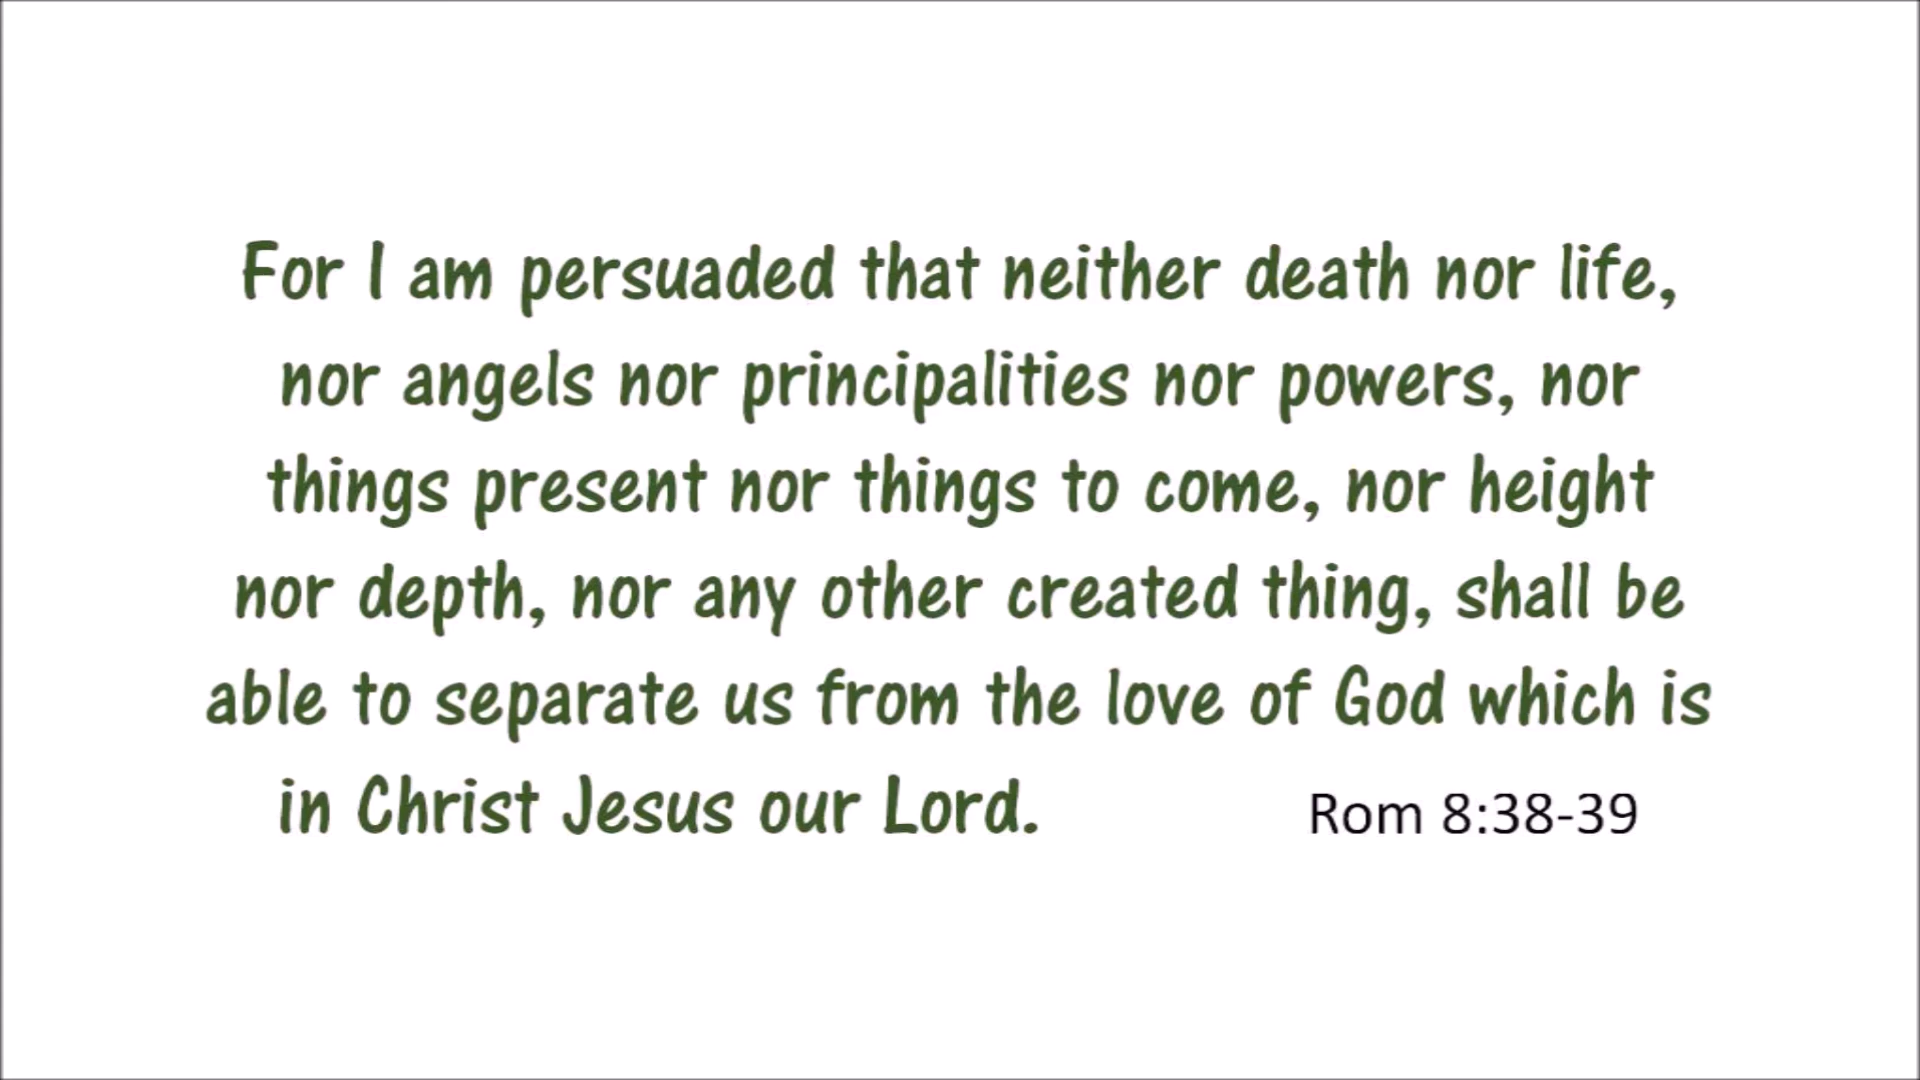 For I am persuaded that neither death nor life,
nor angels nor principalities nor powers, nor
things present nor things to come, nor height
nor depth, nor any other created thing, shall be
able to separate us from the love of God which is
in Christ Jesus our Lord. Rom 8:38-39